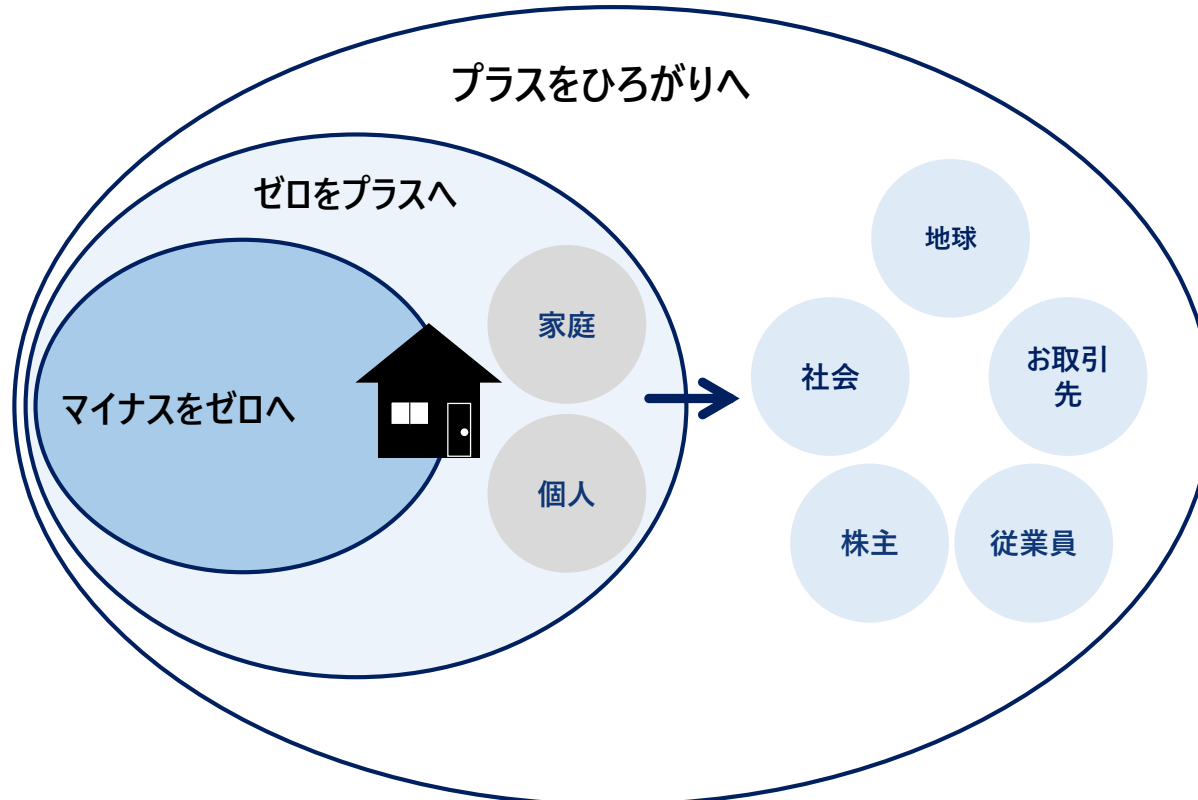 プラスをひろがりへ
ゼロをプラスへ
マイナスをゼロへ
家庭
個人
地球
社会
お取引
先
株主
従業員